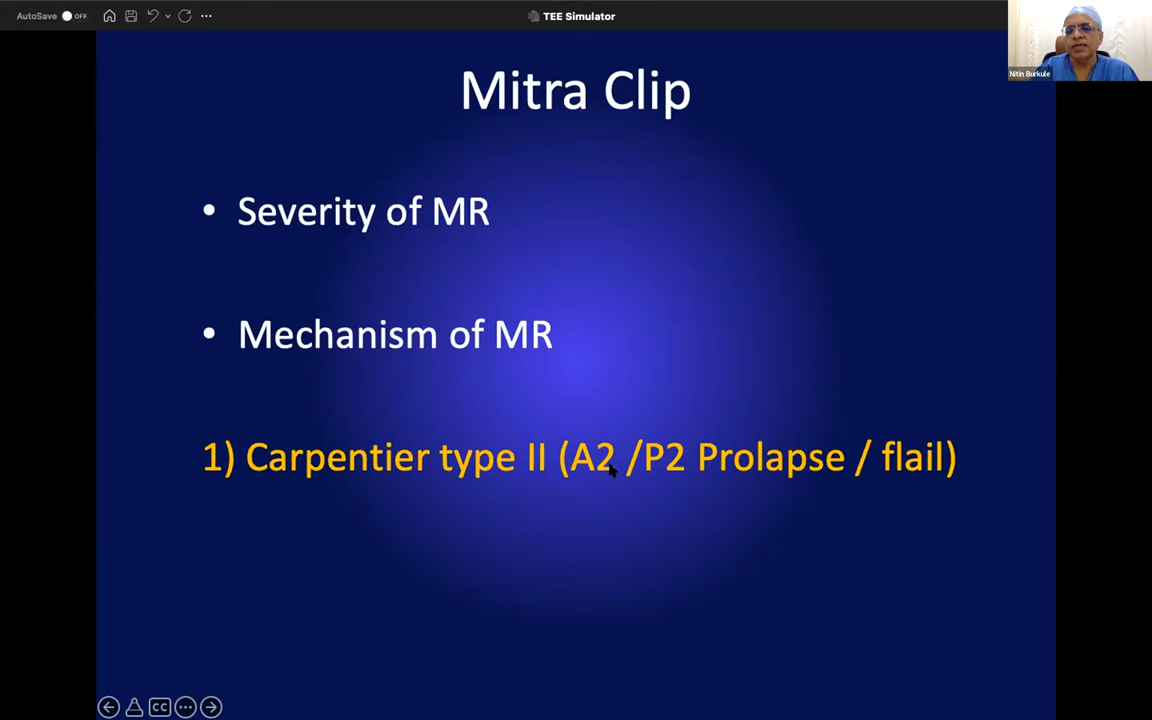 AutoSave OFF
TEE Simulator
Nitin Burkule
Mitra Clip
• Severity of MR
• Mechanism of MR
1) Carpentier type II (A2 /P2 Prolapse / flail)
CC